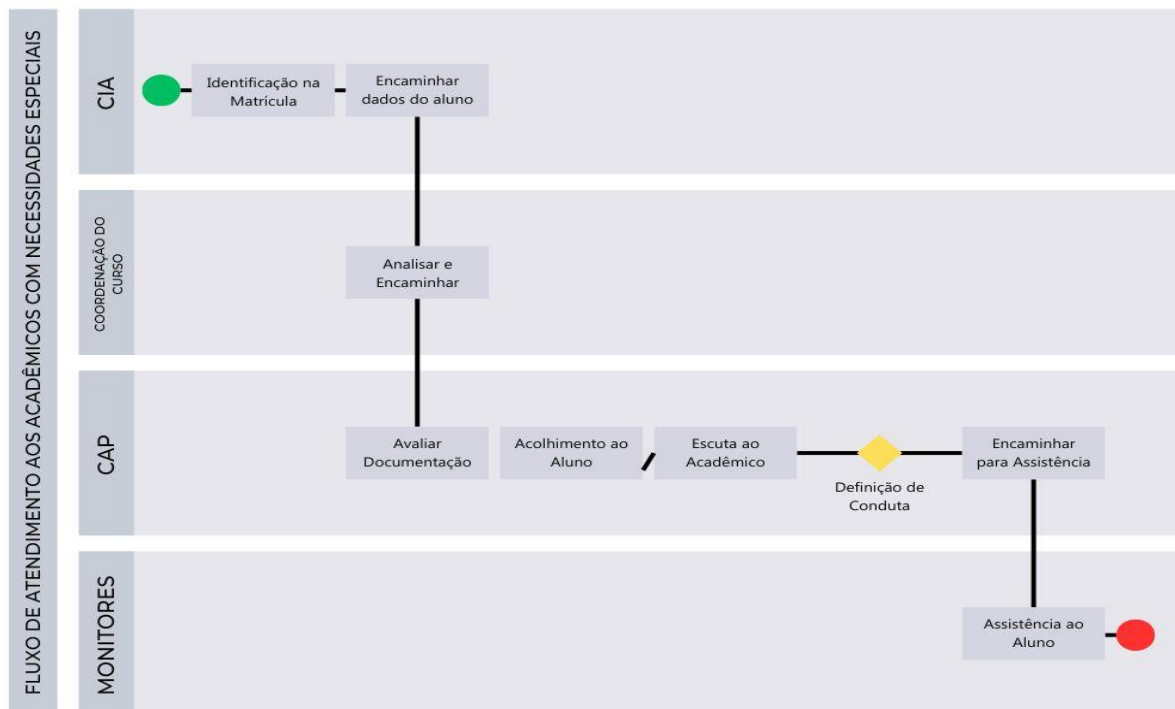 FLUXO DE ATENDIMENTO AOS ACADÊMICOS COM NECESSIDADES ESPECIAIS
CIA
Identificação na
Matrícula
Encaminhar
dados do aluno
COORDENAÇÃO DO
CURSO
Analisar e
Encaminhar
CAP
Avaliar
Documentação
Acolhimento ao
Aluno
Escuta ao
Acadêmico
Definição de
Conduta
Encaminhar
para Assistência
MONITORES
Assistência ao
Aluno